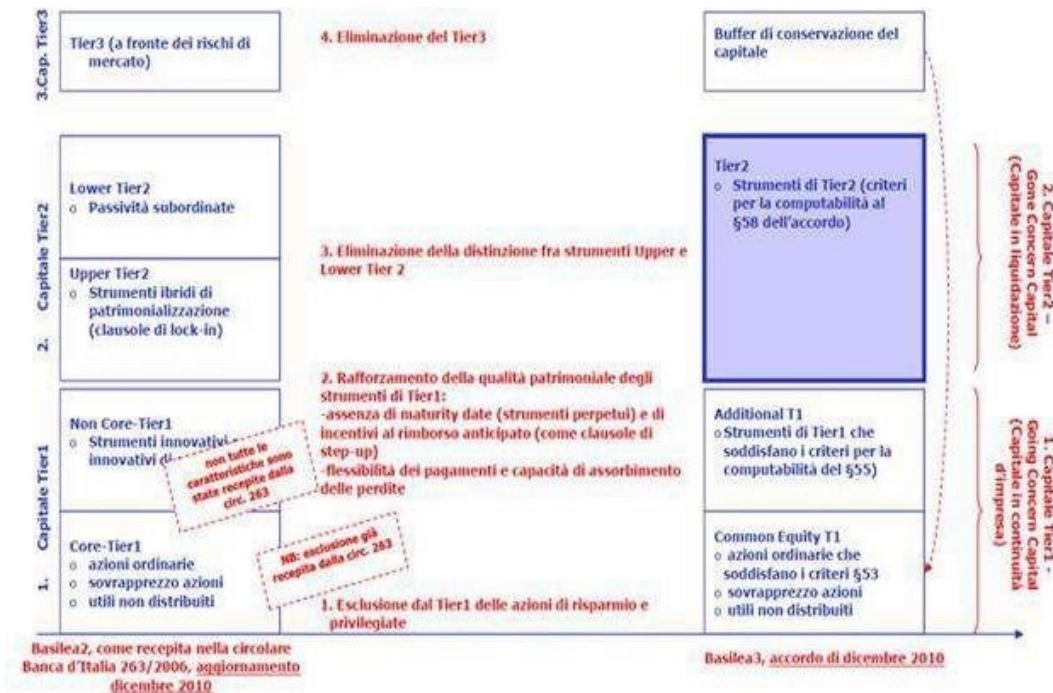 3.Cap. Tier3
Tier3 (a fronte dei rischi di
mercato)
4. Eliminazione del Tier3
Buffer di conservazione del
capitale
2. Capitale Tier2
Lower Tier2
o Passività subordinate
Upper Tier2
o Strumenti ibridi di
patrimonializzazione
(clausole di lock-in)
3. Eliminazione della distinzione fra strumenti Upper e
Lower Tier 2
Tier2
o Strumenti di Tier2 (criteri
per la computabilità al
§58 dell'accordo)
2. Capitale Tier2 –
Gone Concern Capital
(Capitale in liquidazione)
1. Capitale Tier1
Non Core-Tier1
o Strumenti innovativi
innovativi di
non tutte le
caratteristiche sono
state recepite dalla
circ. 263
2. Rafforzamento della qualità patrimoniale degli
strumenti di Tier1:
-assenza di maturity date (strumenti perpetui) e di
incentivi al rimborso anticipato (come clausole di
step-up)
-flessibilità dei pagamenti e capacità di assorbimento
delle perdite
Additional T1
o Strumenti di Tier1 che
soddisfano i criteri per la
computabilità del §55)
Core-Tier1
o azioni ordinarie
o sovrapprezzo azioni
o utili non distribuiti
NB: esclusione già
recepita dalla circ. 263
1. Esclusione dal Tier1 delle azioni di risparmio e
privilegiate
Common Equity T1
o azioni ordinarie che
soddisfano i criteri §53
o sovrapprezzo azioni
o utili non distribuiti
1. Capitale Tier1 -
Going Concern Capital
(Capitale in continuità
d'impresa)
Basilea2, come recepita nella circolare
Banca d'Italia 263/2006, aggiornamento
dicembre 2010
Basilea3, accordo di dicembre 2010